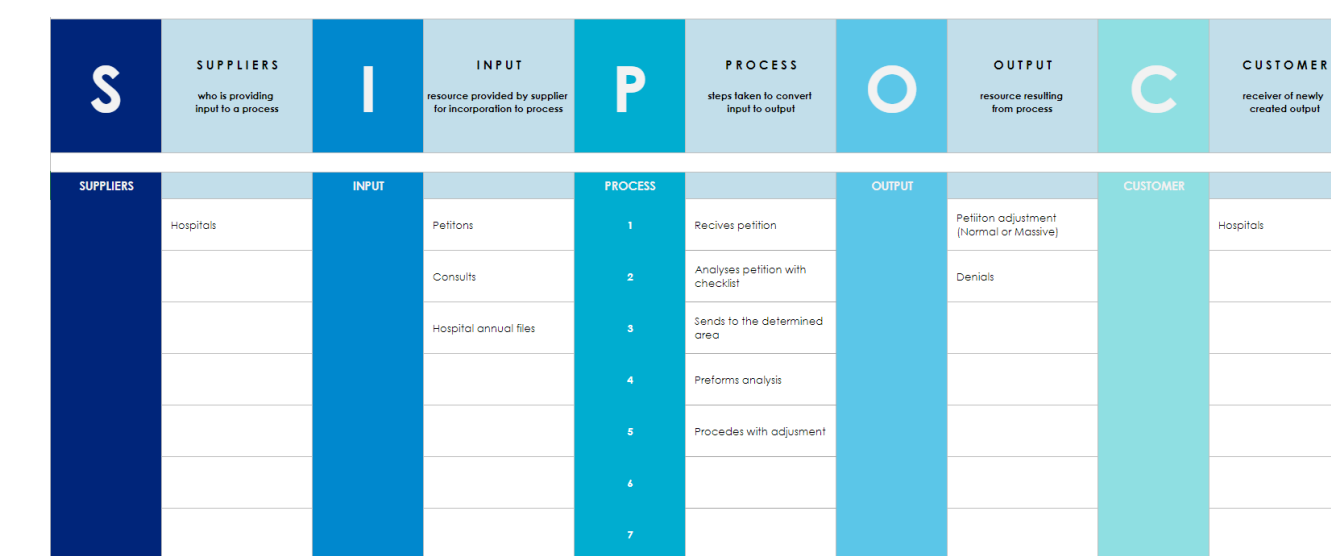 S
SUPPLIERS
who is providing
input to a process
I
INPUT
resource provided by supplier
for incorporation to process
P
PROCESS
steps taken to convert
input to output
O
OUTPUT
resource resulting
from process
C
CUSTOMER
receiver of newly
created output
SUPPLIERS
INPUT
PROCESS
OUTPUT
CUSTOMER
Hospitals
Petitons
1
Recives petition
Petiiton adjustment
(Normal or Massive)
Hospitals
Consults
2
Analyses petition with
checklist
Denials
Hospital annual files
3
Sends to the determined
area
4
Preforms analysis
5
Procedes with adjusment
6
7